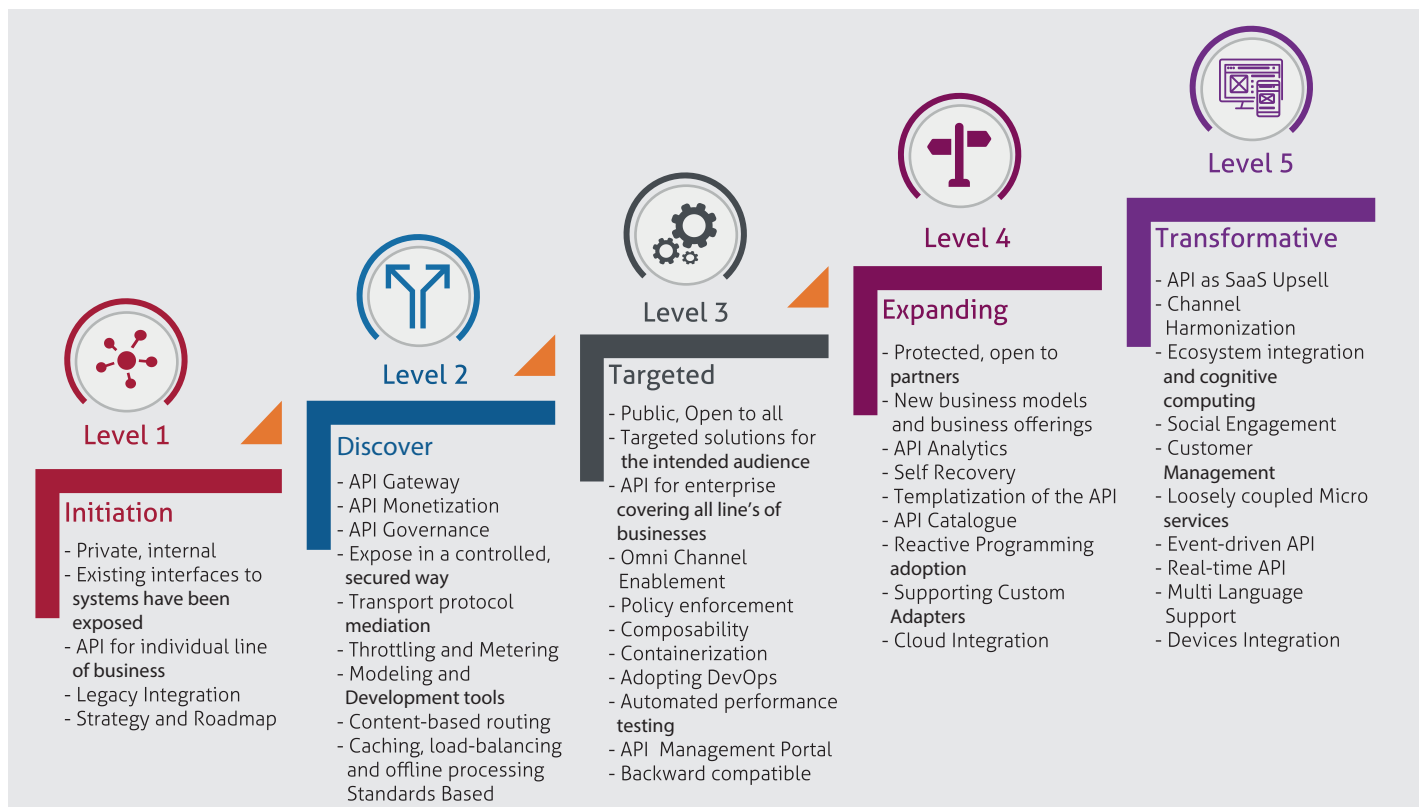 Level 1
Initiation
- Private, internal
- Existing interfaces to
systems have been
exposed
- API for individual line
of business
- Legacy Integration
- Strategy and Roadmap
Level 2
Discover
- API Gateway
- API Monetization
- API Governance
- Expose in a controlled,
secured way
- Transport protocol
mediation
- Throttling and Metering
- Modeling and
Development tools
- Content-based routing
- Caching, load-balancing
and offline processing
Standards Based
Level 3
Targeted
- Public, Open to all
- Targeted solutions for
the intended audience
- API for enterprise
covering all line's of
businesses
- Omni Channel
Enablement
- Policy enforcement
- Composability
- Containerization
- Adopting DevOps
- Automated performance
testing
- API Management Portal
- Backward compatible
Level 4
Expanding
- Protected, open to
partners
- New business models
and business offerings
- API Analytics
- Self Recovery
- Templatization of the API
- API Catalogue
- Reactive Programming
adoption
- Supporting Custom
Adapters
- Cloud Integration
Level 5
Transformative
- API as SaaS Upsell
- Channel
Harmonization
- Ecosystem integration
and cognitive
computing
- Social Engagement
- Customer
Management
- Loosely coupled Micro
services
- Event-driven API
- Real-time API
- Multi Language
Support
- Devices Integration